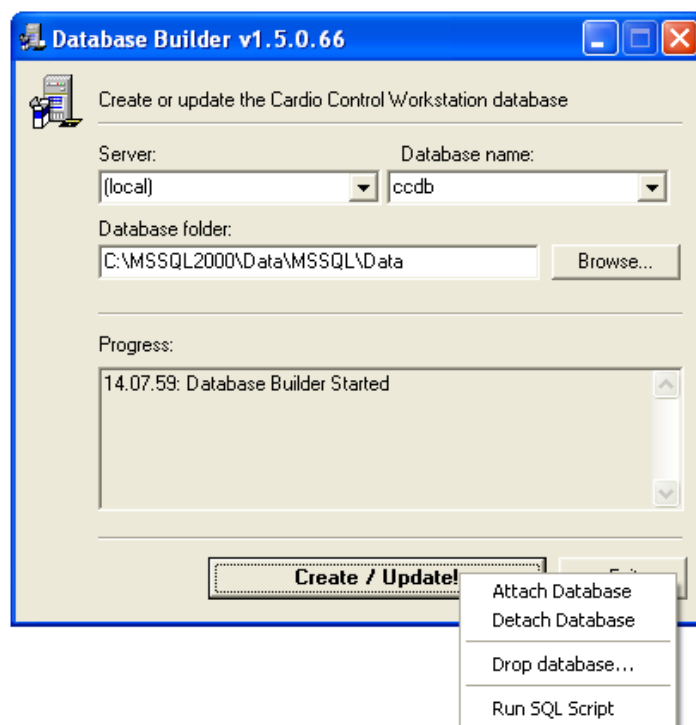 Database Builder v1.5.0.66
Create or update the Cardio Control Workstation database
Server: Database name:
(local) ccdb
Database folder:
C:\MSSQL2000\Data\MSSQL\Data Browse...
Progress:
14.07.59: Database Builder Started
Create / Update!
Attach Database
Detach Database
Drop database...
Run SQL Script